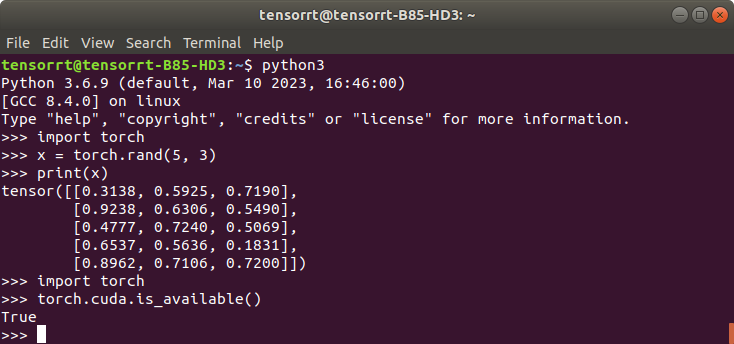 tensorrt@tensorrt-B85-HD3: ~
File Edit View Search Terminal Help
tensorrt@tensorrt-B85-HD3:~$ python3
Python 3.6.9 (default, Mar 10 2023, 16:46:00)
[GCC 8.4.0] on linux
Type "help", "copyright", "credits" or "license" for more information.
>>> import torch
>>> x = torch.rand(5, 3)
>>> print(x)
tensor([[0.3138, 0.5925, 0.7190],
        [0.9238, 0.6306, 0.5490],
        [0.4777, 0.7240, 0.5069],
        [0.6537, 0.5636, 0.1831],
        [0.8962, 0.7106, 0.7200]])
>>> import torch
>>> torch.cuda.is_available()
True
>>>